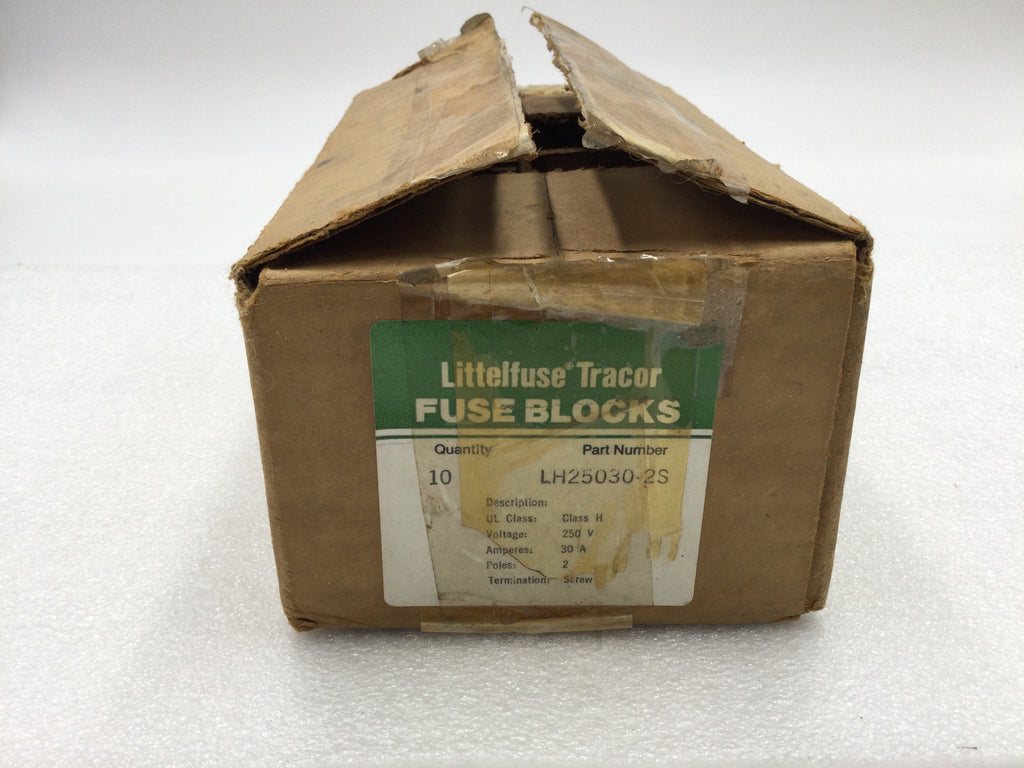 Littelfuse® Tracor
FUSE BLOCKS
Quantity Part Number
10 LH25030-2S
Description:
UL Class: Class H
Voltage: 250 V
Amperes: 30 A
Poles: 2
Termination: Screw